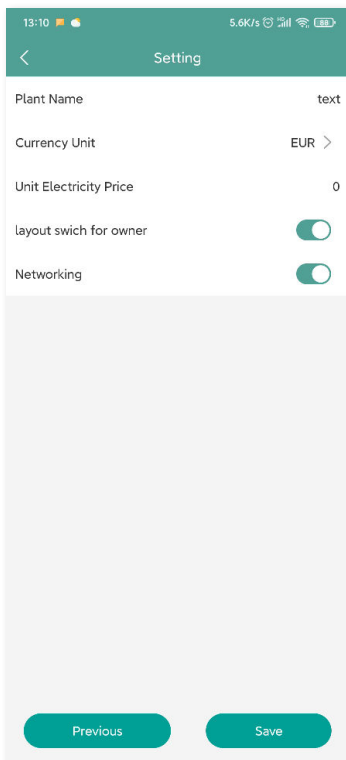 13:10 5.6K/s 88
Setting
Plant Name text
Currency Unit EUR
Unit Electricity Price 0
layout swich for owner
Networking
Previous Save